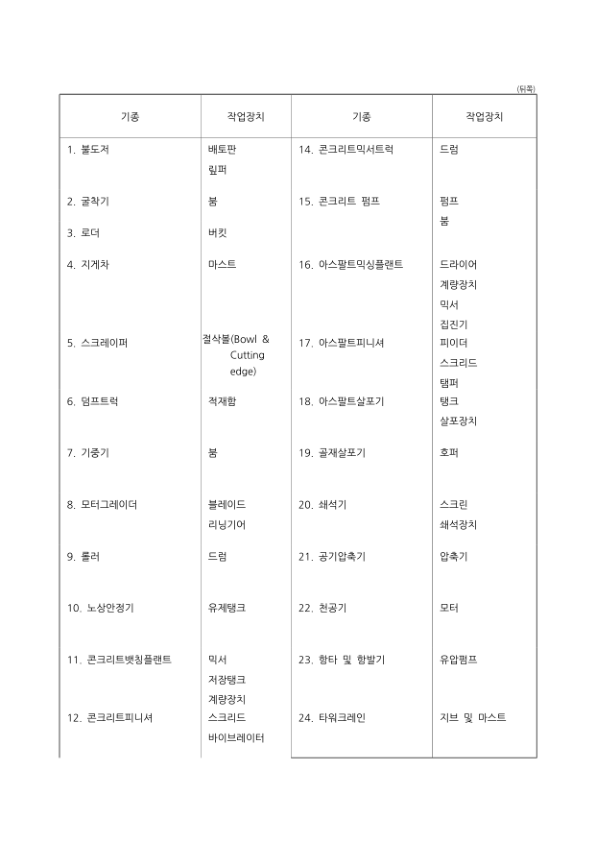 (뒤쪽)
기종 작업장치 기종 작업장치
1. 불도저 배토판 14. 콘크리트믹서트럭 드럼
맆퍼
2. 굴착기 붐 15. 콘크리트 펌프 펌프
붐
3. 로더 버킷
4. 지게차 마스트 16. 아스팔트믹싱플랜트 드라이어
계량장치
믹서
집진기
5. 스크레이퍼 절삭볼(Bowl & 17. 아스팔트피니셔 피이더
Cutting 스크리드
edge) 탬퍼
6. 덤프트럭 적재함 18. 아스팔트살포기 탱크
살포장치
7. 기중기 붐 19. 골재살포기 호퍼
8. 모터그레이더 블레이드 20. 쇄석기 스크린
리닝기어 쇄석장치
9. 롤러 드럼 21. 공기압축기 압축기
10. 노상안정기 유제탱크 22. 천공기 모터
11. 콘크리트뱃칭플랜트 믹서 23. 항타 및 항발기 유압펌프
저장탱크
계량장치
12. 콘크리트피니셔 스크리드 24. 타워크레인 지브 및 마스트
바이브레이터